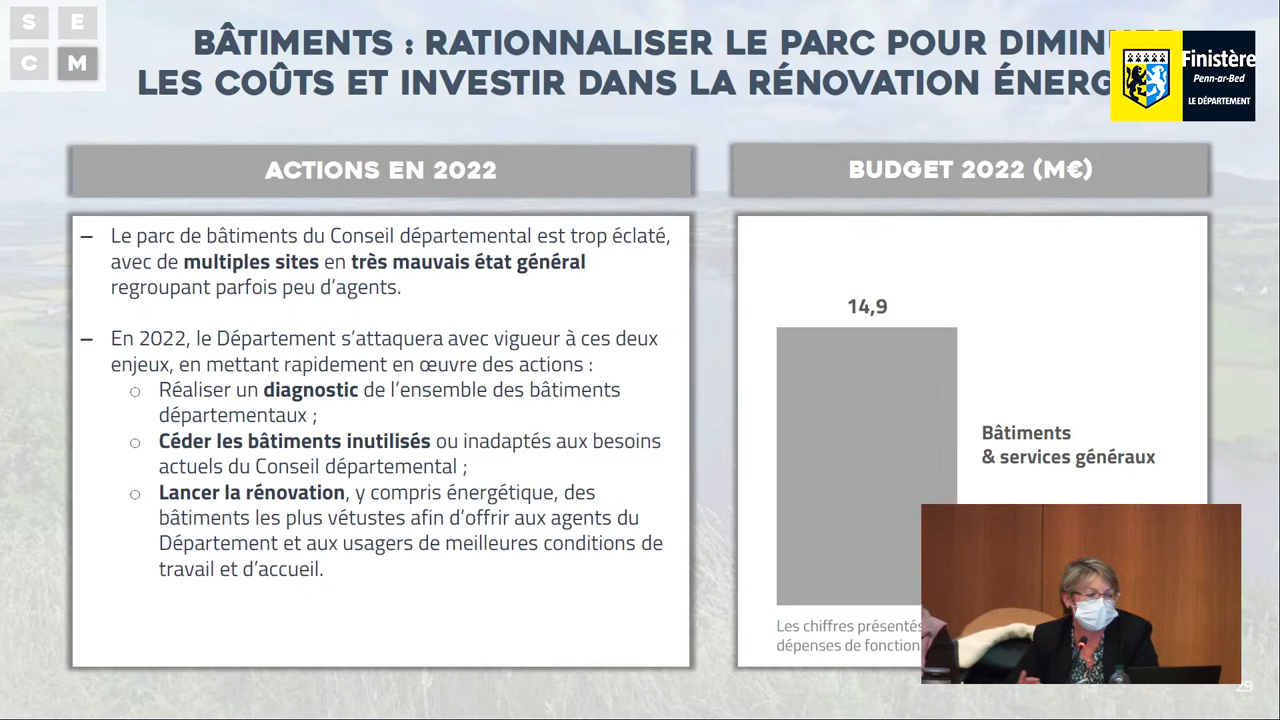 S E
C M
BÂTIMENTS : RATIONNALISER LE PARC POUR
LES COÛTS ET INVESTIR DANS LA RÉNOVATION
Finistère
Penn-ar-Bed
LE DÉPARTEMENT
ACTIONS EN 2022
– Le parc de bâtiments du Conseil départemental est trop éclaté,
avec de multiples sites en très mauvais état général
regroupant parfois peu d’agents.
– En 2022, le Département s’attaquera avec vigueur à ces deux
enjeux, en mettant rapidement en œuvre des actions :
○ Réaliser un diagnostic de l’ensemble des bâtiments
départementaux ;
○ Céder les bâtiments inutilisés ou inadaptés aux besoins
actuels du Conseil départemental ;
○ Lancer la rénovation, y compris énergétique, des
bâtiments les plus vétustes afin d’offrir aux agents du
Département et aux usagers de meilleures conditions de
travail et d’accueil.
BUDGET 2022 (M€)
14,9
Bâtiments
& services généraux
Les chiffres présentés
dépenses de
29